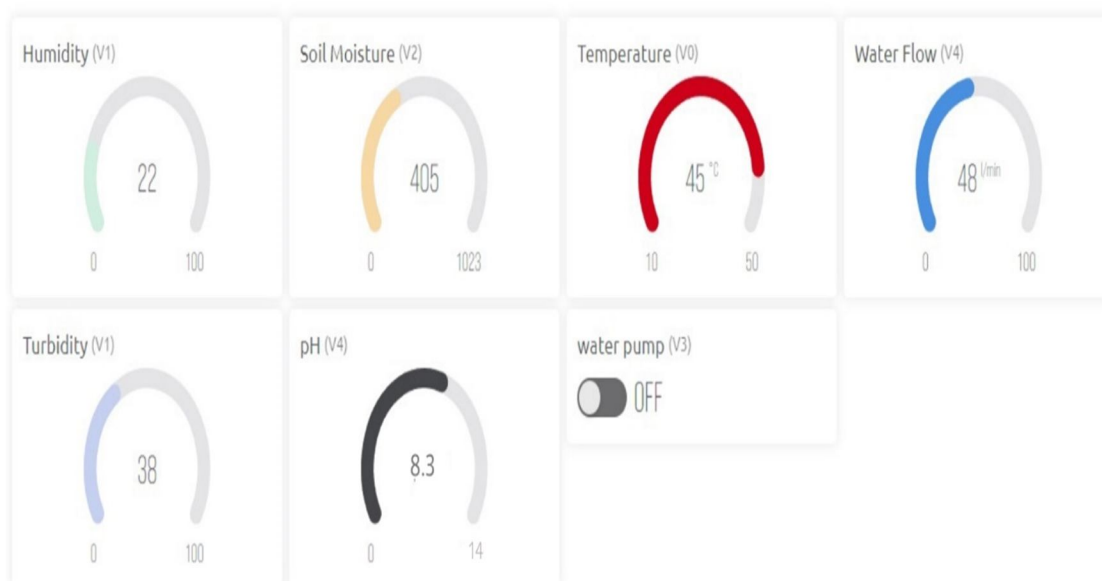 Humidity (V1)
22
0 100
Soil Moisture (V2)
405
0 1023
Temperature (V0)
45 °C
10 50
Water Flow (V4)
48 l/min
0 100
Turbidity (V1)
38
0 100
pH (V4)
8.3
0 14
water pump (V3)
OFF